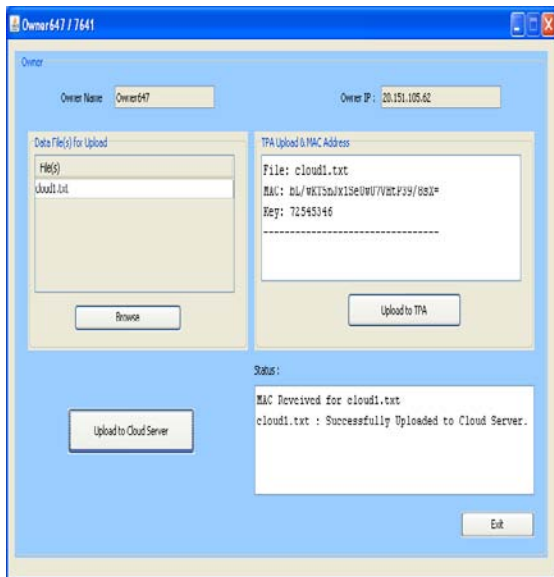 Owner647 / 7641
Owner
Owner Name Owner647
Owner IP : 20.151.105.62
Data File(s) for Upload
File(s)
cloud1.txt
Browse
TPA Upload & MAC Address
File: cloud1.txt
MAC:
Key: 72545346
---------------------------------
Upload to TPA
Upload to Cloud Server
Status :
MAC Received for cloud1.txt
cloud1.txt : Successfully Uploaded to Cloud Server.
Exit